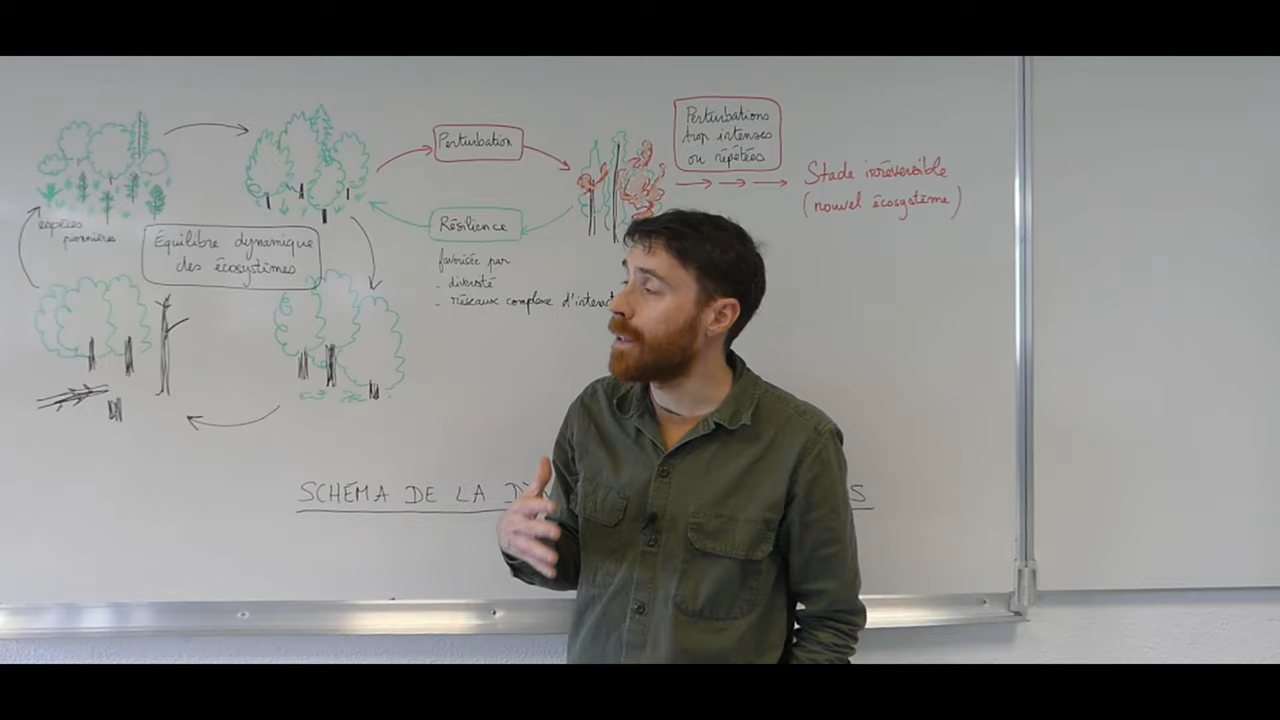 espèces
pionnières
Équilibre dynamique
des écosystèmes
Perturbation
Résilience
favorisée par
- diversité
- réseaux complexe d'interact
Perturbations
trop intenses
ou répétées
Stade irréversible
(nouvel écosystème)
SCHÉMA DE LA D
S